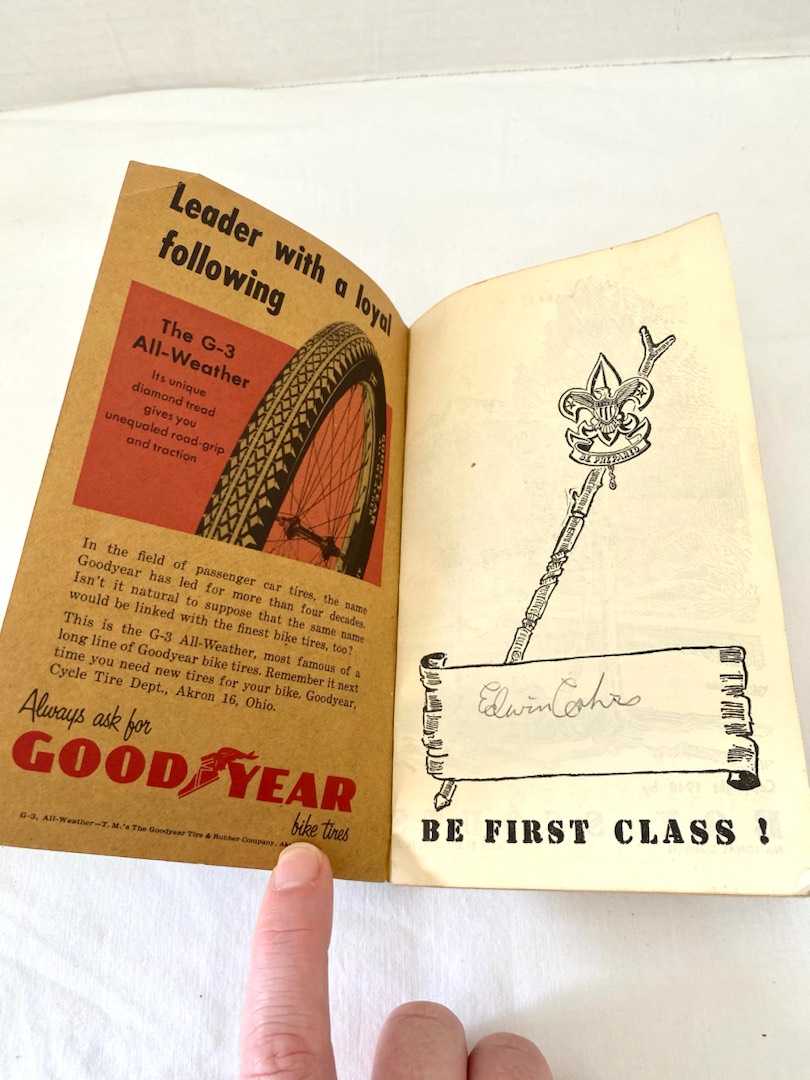 Leader with a loyal
following
The G-3
All-Weather
Its unique
diamond tread
gives you
unequaled road-grip
and traction
In the field of passenger car tires, the name
Goodyear has led for more than four decades.
Isn't it natural to suppose that the same name
would be linked with the finest bike tires, too?
This is the G-3 All-Weather, most famous of a
long line of Goodyear bike tires. Remember it next
time you need new tires for your bike. Goodyear,
Cycle Tire Dept., Akron 16, Ohio.
Always ask for
GOODYEAR
bike tires
G-3, All-Weather—T. M.'s The Goodyear Tire & Rubber Company,
BE PREPARED
Edwin
BE FIRST CLASS !